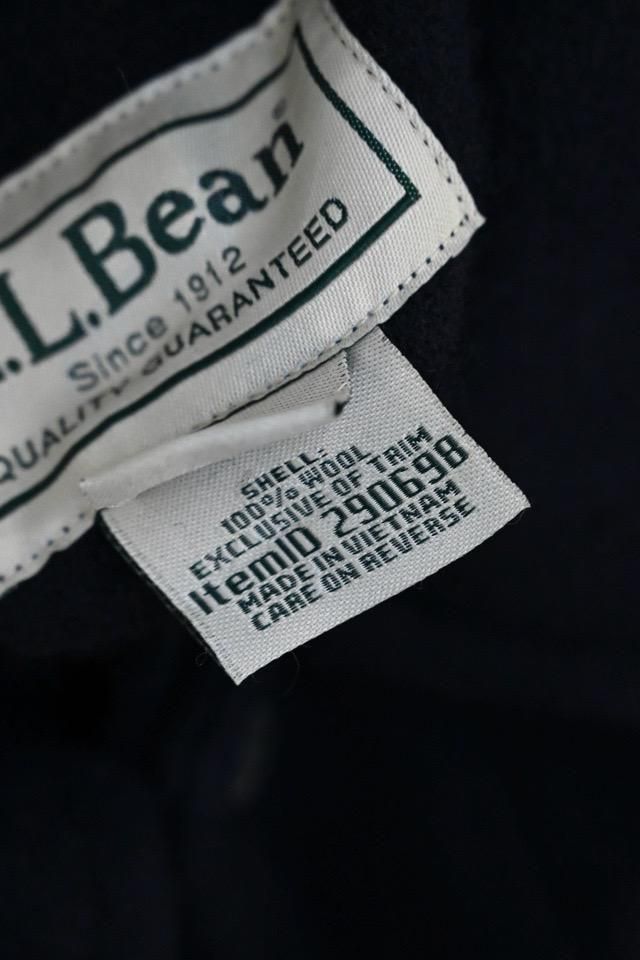 .L.Bean®
Since 1912
QUALITY GUARANTEED
SHELL:
100% WOOL
EXCLUSIVE OF TRIM
ItemID 290698
MADE IN VIETNAM
CARE ON REVERSE